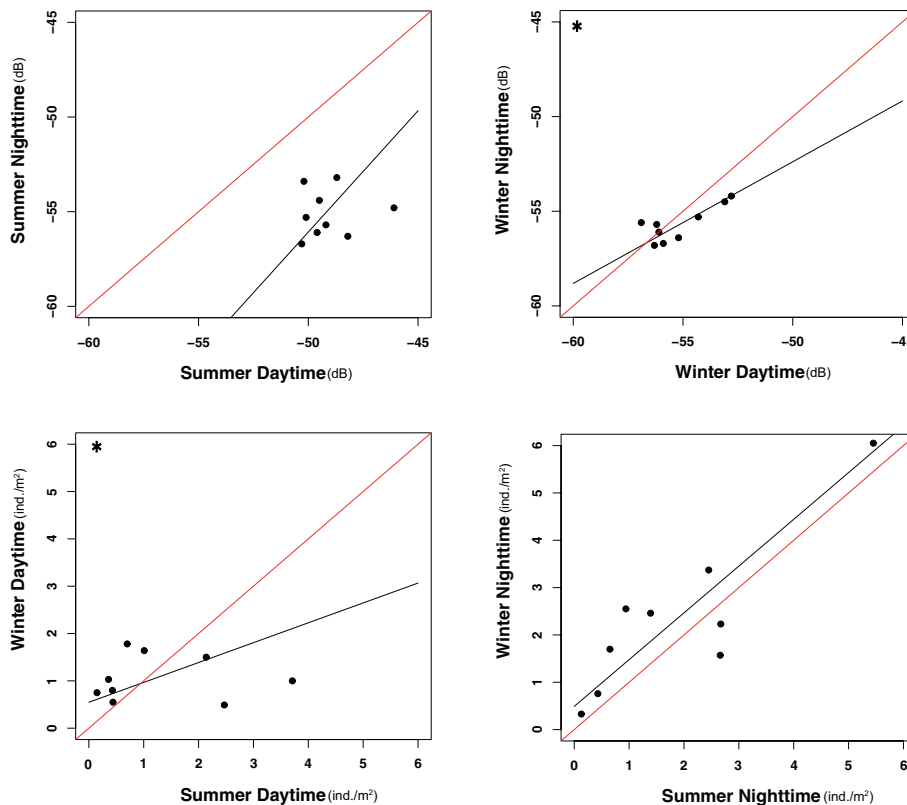 −45
−50
−55
−60
Summer Nighttime (dB)
−60 −55 −50 −45
Summer Daytime (dB)
*
−45
−50
−55
−60
Winter Nighttime (dB)
−60 −55 −50 −45
Winter Daytime (dB)
*
6
5
4
3
2
1
0
Winter Daytime (ind./m²)
0 1 2 3 4 5 6
Summer Daytime (ind./m²)
6
5
4
3
2
1
0
Winter Nighttime (ind./m²)
0 1 2 3 4 5 6
Summer Nighttime (ind./m²)